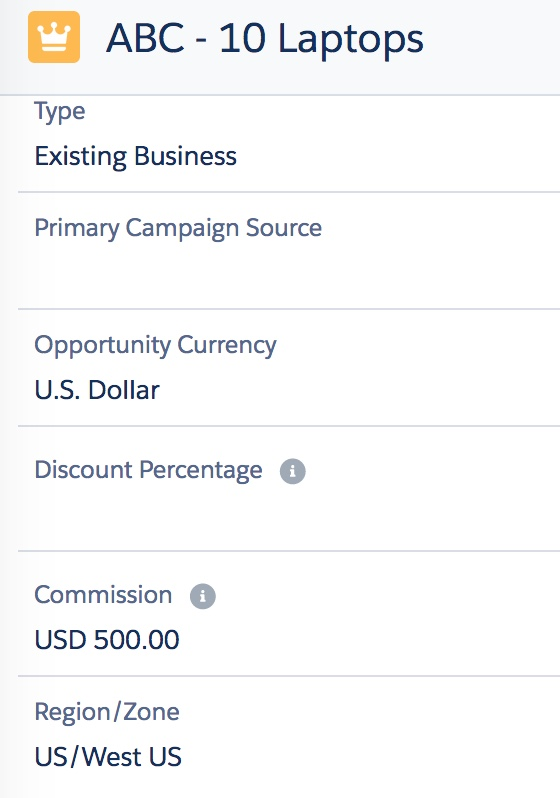 ABC - 10 Laptops
Type
Existing Business
Primary Campaign Source
Opportunity Currency
U.S. Dollar
Discount Percentage
Commission
USD 500.00
Region/Zone
US/West US